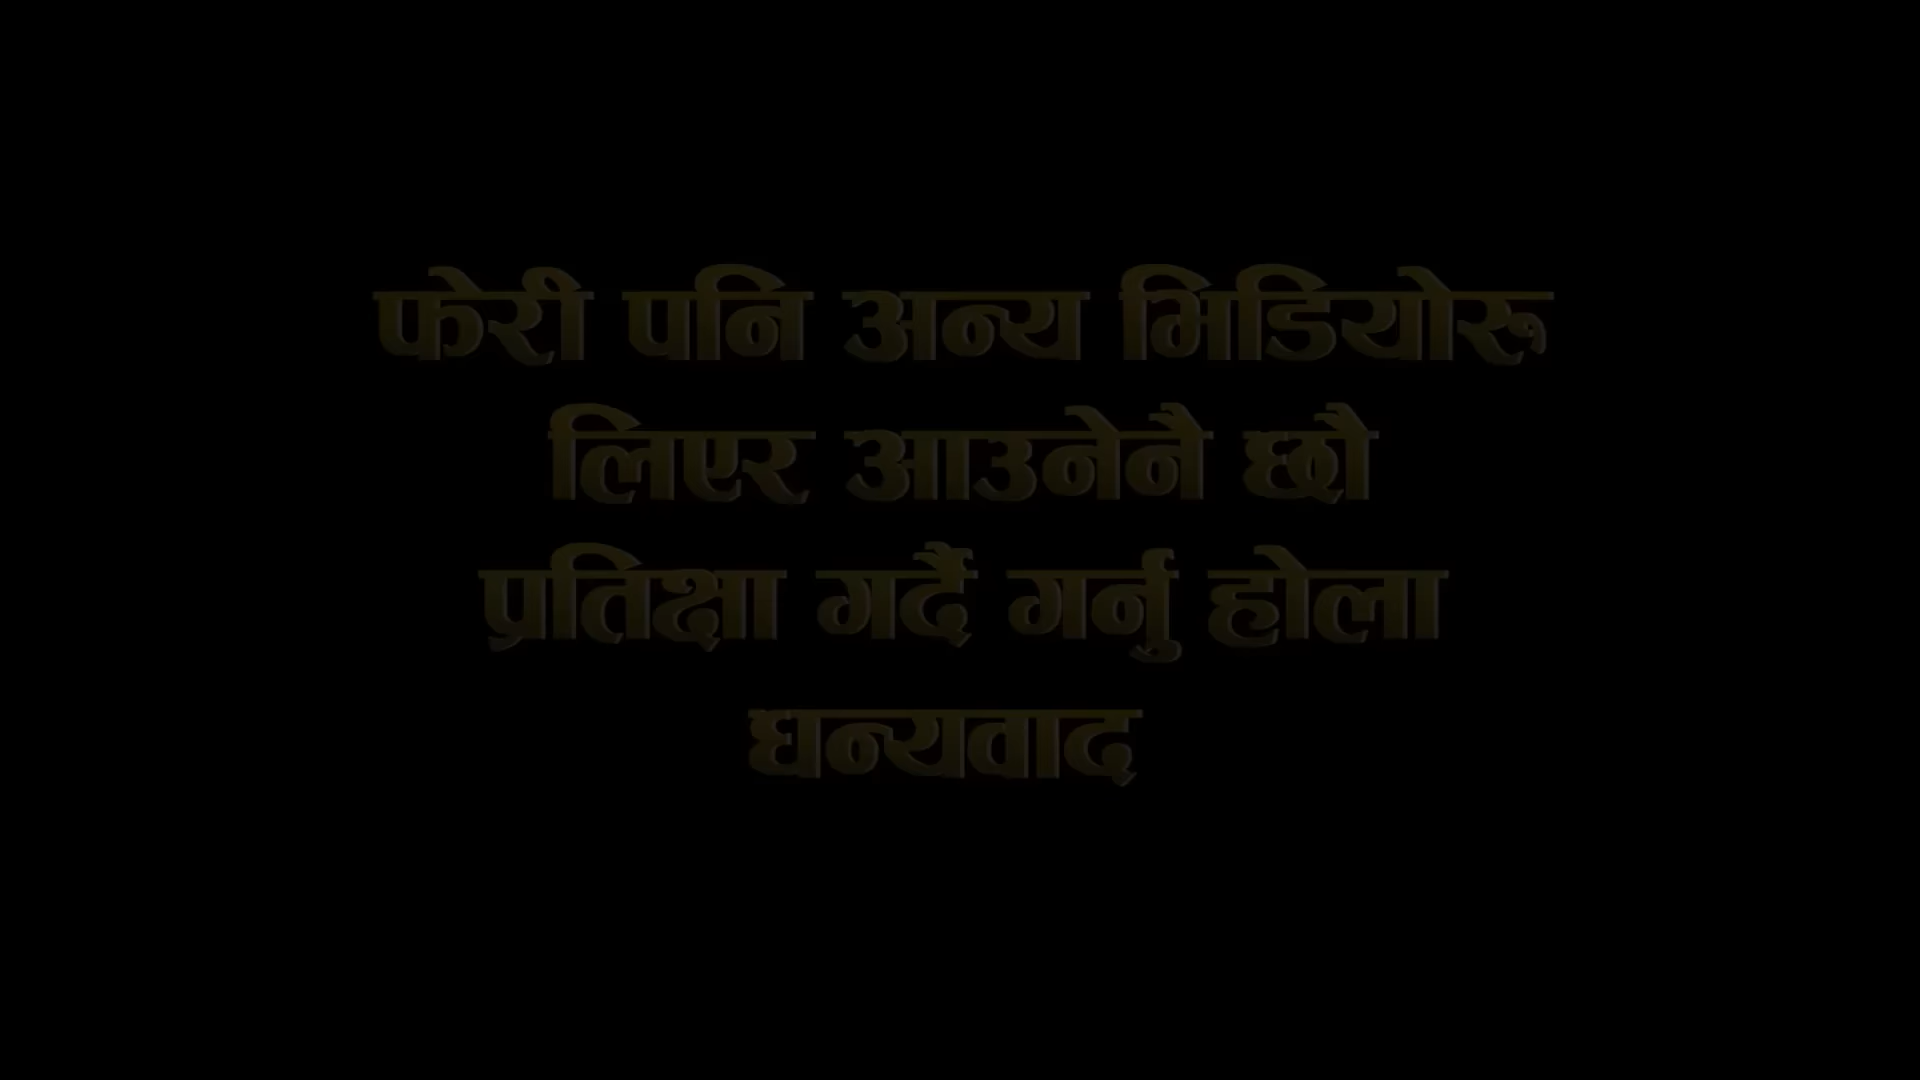 फेरी पनि अन्य भिडियोरू
लिएर आउनेनै छौ
प्रतिक्षा गर्दै गर्नु होला
धन्यवाद